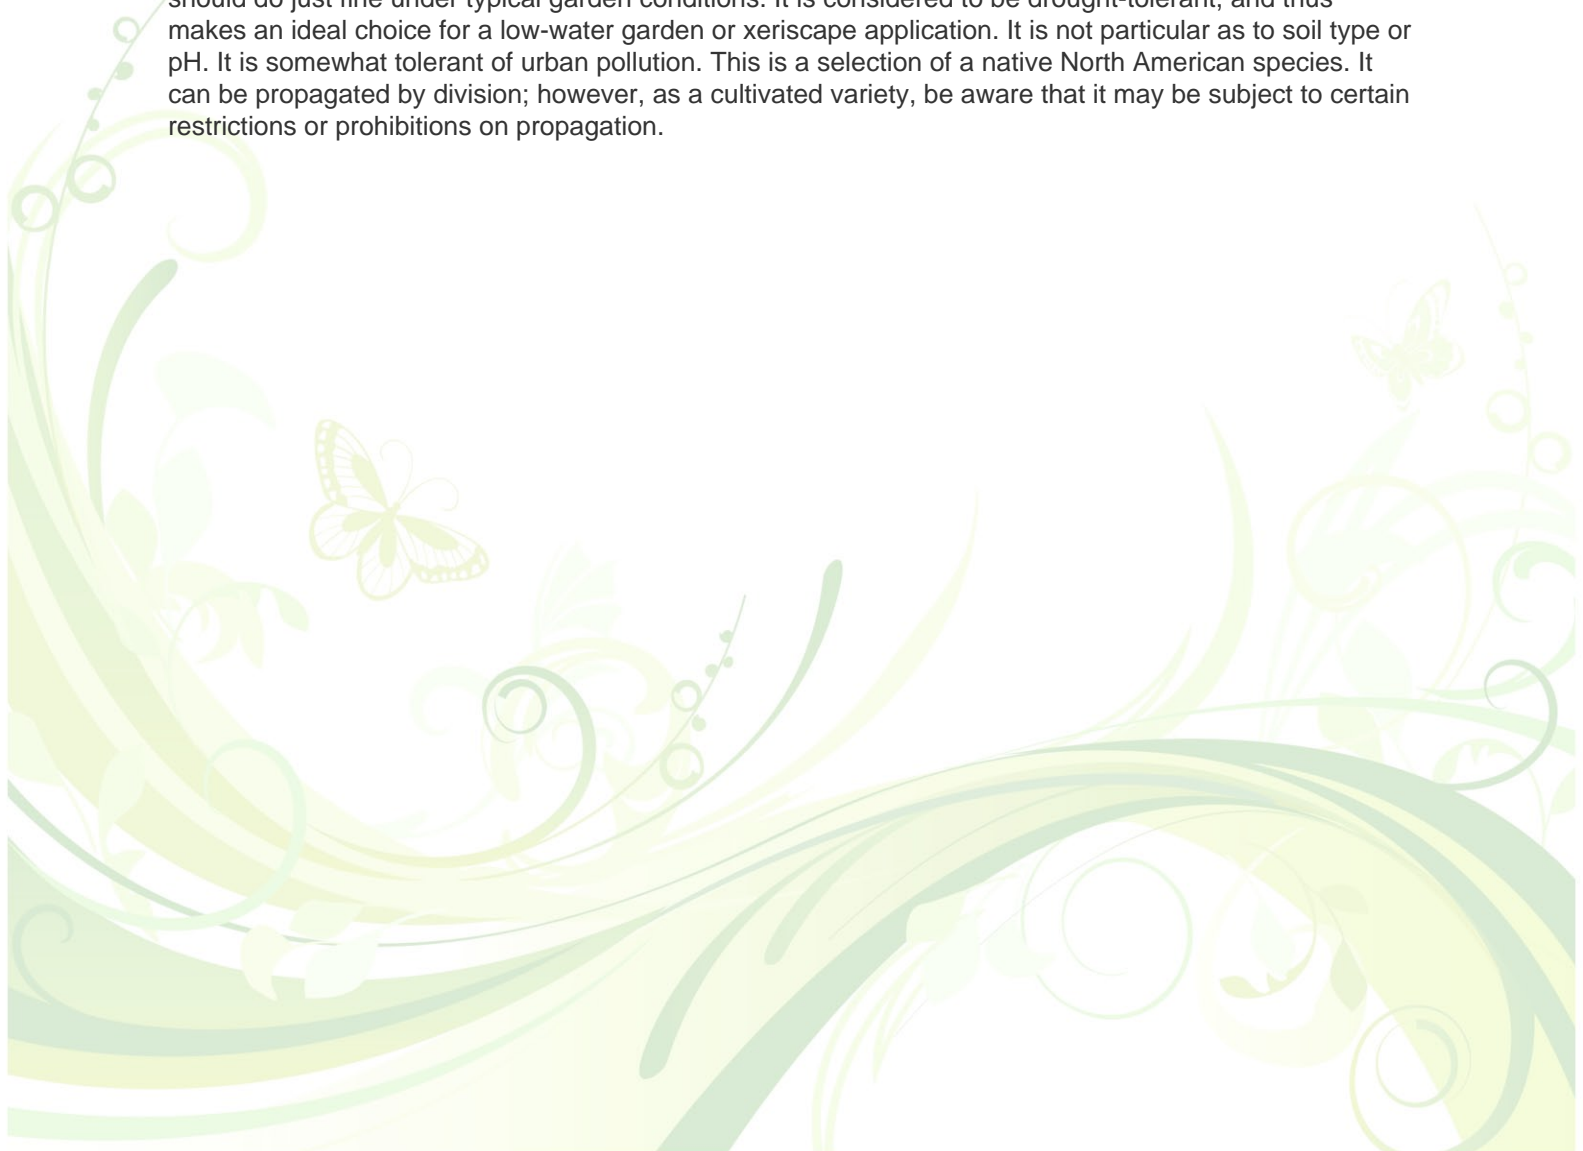 should do just fine under typical garden conditions. It is considered to be drought-tolerant, and thus
makes an ideal choice for a low-water garden or xeriscape application. It is not particular as to soil type or
pH. It is somewhat tolerant of urban pollution. This is a selection of a native North American species. It
can be propagated by division; however, as a cultivated variety, be aware that it may be subject to certain
restrictions or prohibitions on propagation.